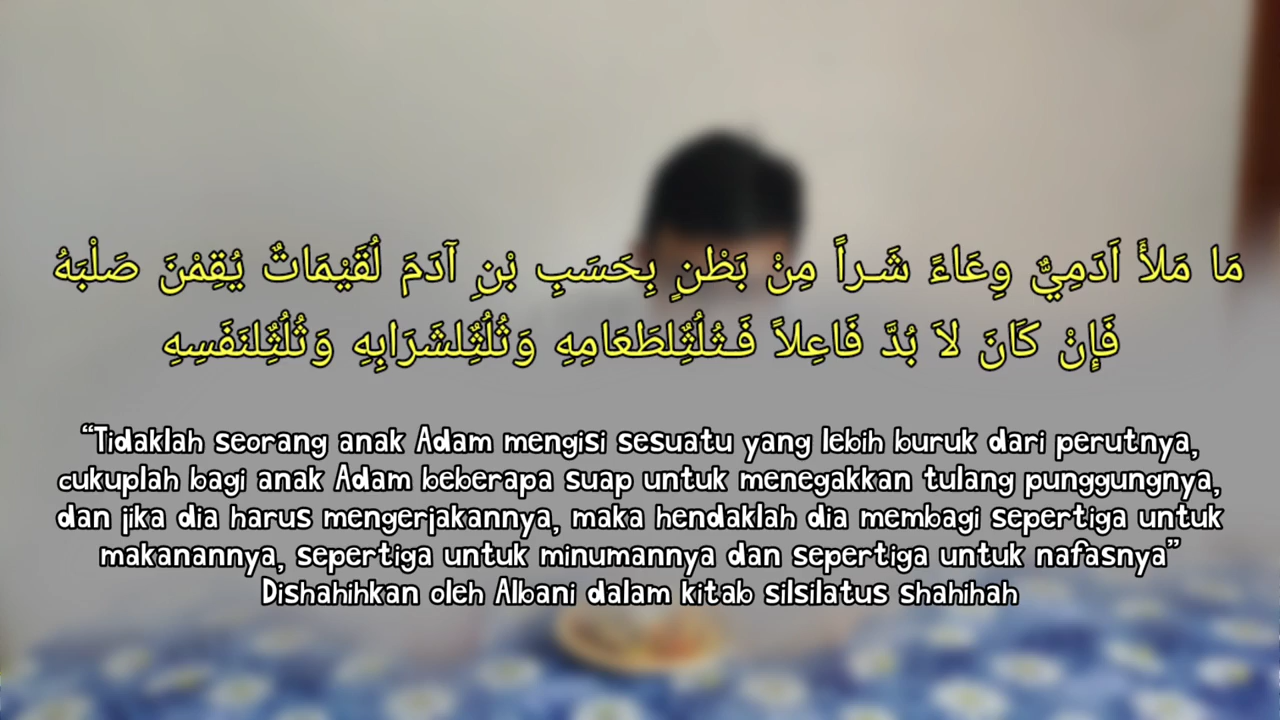 مَا مَلأَ اَدَمِيٌّ وِعَاءً شَـراً مِنْ بَطْنٍ بِحَسَبِ بْنِ آدَمَ لُقَيْمَاتٌ يُقِمْنَ صَلْبَهُ
فَإِنْ كَانَ لاَ بُدَّ فَاعِلاً فَـثُلُثٌلِطَعَامِهِ وَثُلُثٌلِشَرَابِهِ وَثُلُثٌلِنَفَسِهِ
“Tidaklah seorang anak Adam mengisi sesuatu yang lebih buruk dari perutnya,
cukuplah bagi anak Adam beberapa suap untuk menegakkan tulang punggungnya,
dan jika dia harus mengerjakannya, maka hendaklah dia membagi sepertiga untuk
makanannya, sepertiga untuk minumannya dan sepertiga untuk nafasnya”
Dishahihkan oleh Albani dalam kitab silsilatus shahihah